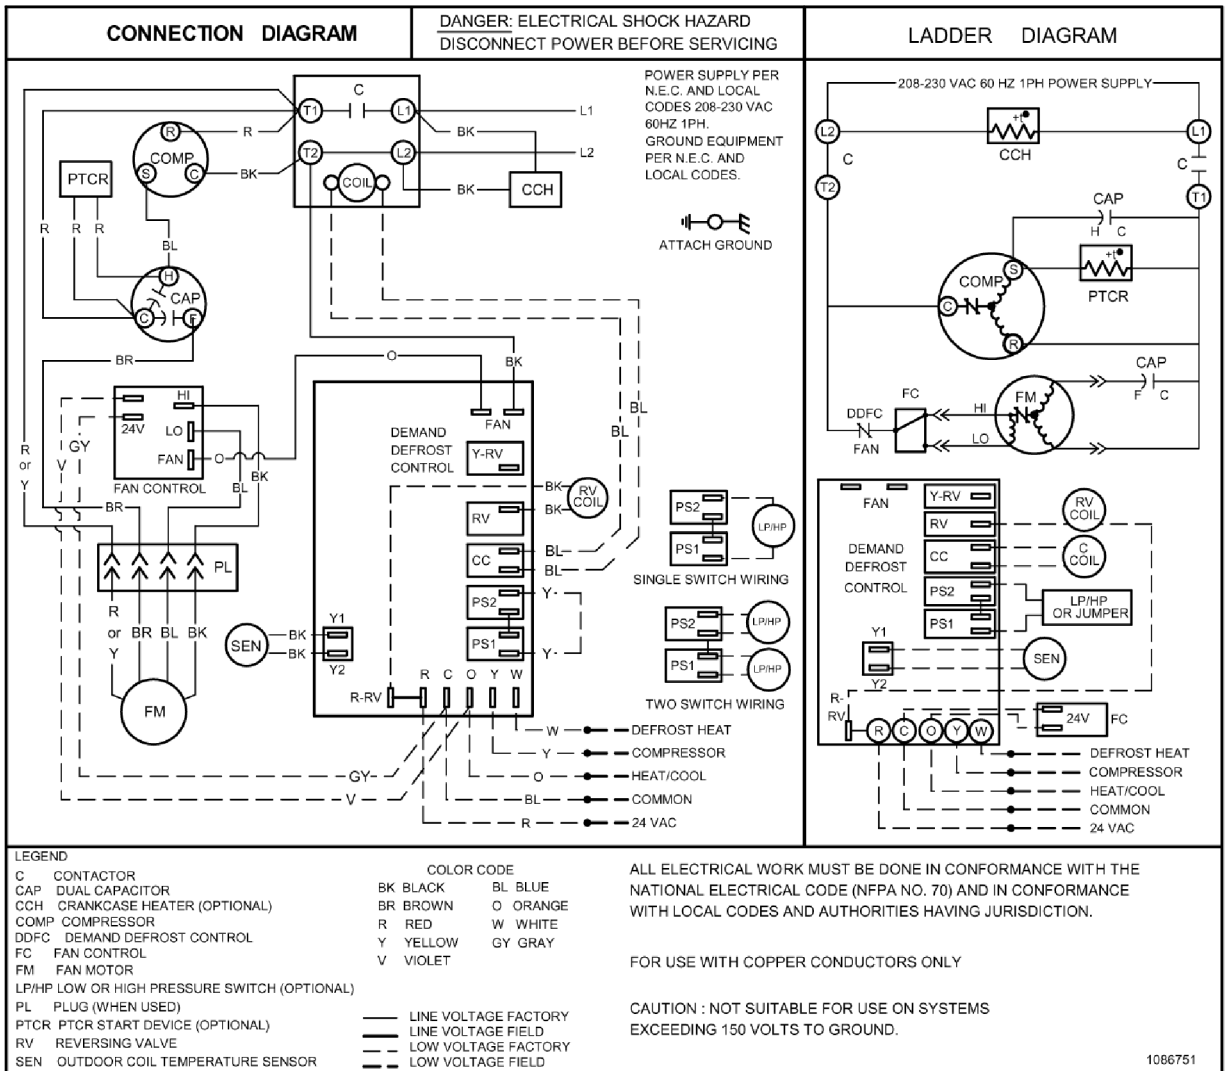 CONNECTION DIAGRAM
DANGER: ELECTRICAL SHOCK HAZARD
DISCONNECT POWER BEFORE SERVICING
LADDER DIAGRAM
C
T1
L1
L1
BK
T2
L2
L2
COIL
BK
CCH
R
R
COMP
S
C
BK
PTCR
R
R
R
BL
H
CAP
C
F
BR
O
BK
POWER SUPPLY PER
N.E.C. AND LOCAL
CODES 208-230 VAC
60HZ 1PH.
GROUND EQUIPMENT
PER N.E.C. AND
LOCAL CODES.
ATTACH GROUND
HI
24V
LO
FAN
O
FAN CONTROL
GY
V
R
or
Y
BL
BK
BR
PL
R
or
Y
BR
BL
BK
FM
FAN
DEMAND
DEFROST
CONTROL
Y-RV
RV
BK
BK
RV
COIL
BL
BL
CC
BL
BL
PS2
Y
PS1
Y
SEN
BK
BK
Y1
Y2
R-RV
R C O Y W
PS2
PS1
LP/HP
SINGLE SWITCH WIRING
PS2
LP/HP
PS1
LP/HP
TWO SWITCH WIRING
W
DEFROST HEAT
Y
COMPRESSOR
GY
O
HEAT/COOL
V
BL
COMMON
R
24 VAC
208-230 VAC 60 HZ 1PH POWER SUPPLY
L2
+t
CCH
L1
C
C
T2
T1
CAP
H C
S
+t
PTCR
COMP
C
R
CAP
F C
FC
FM
HI
LO
DDFC
FAN
FAN
Y-RV
RV
RV
COIL
DEMAND
DEFROST
CONTROL
CC
C
COIL
PS2
PS1
LP/HP
OR JUMPER
Y1
Y2
SEN
R-
RV
24V
FC
R C O Y W
DEFROST HEAT
COMPRESSOR
HEAT/COOL
COMMON
24 VAC
LEGEND
C CONTACTOR
CAP DUAL CAPACITOR
CCH CRANKCASE HEATER (OPTIONAL)
COMP COMPRESSOR
DDFC DEMAND DEFROST CONTROL
FC FAN CONTROL
FM FAN MOTOR
LP/HP LOW OR HIGH PRESSURE SWITCH (OPTIONAL)
PL PLUG (WHEN USED)
PTCR PTCR START DEVICE (OPTIONAL)
RV REVERSING VALVE
SEN OUTDOOR COIL TEMPERATURE SENSOR
COLOR CODE
BK BLACK BL BLUE
BR BROWN O ORANGE
R RED W WHITE
Y YELLOW GY GRAY
V VIOLET
LINE VOLTAGE FACTORY
LINE VOLTAGE FIELD
LOW VOLTAGE FACTORY
LOW VOLTAGE FIELD
ALL ELECTRICAL WORK MUST BE DONE IN CONFORMANCE WITH THE
NATIONAL ELECTRICAL CODE (NFPA NO. 70) AND IN CONFORMANCE
WITH LOCAL CODES AND AUTHORITIES HAVING JURISDICTION.
FOR USE WITH COPPER CONDUCTORS ONLY
CAUTION : NOT SUITABLE FOR USE ON SYSTEMS
EXCEEDING 150 VOLTS TO GROUND.
1086751